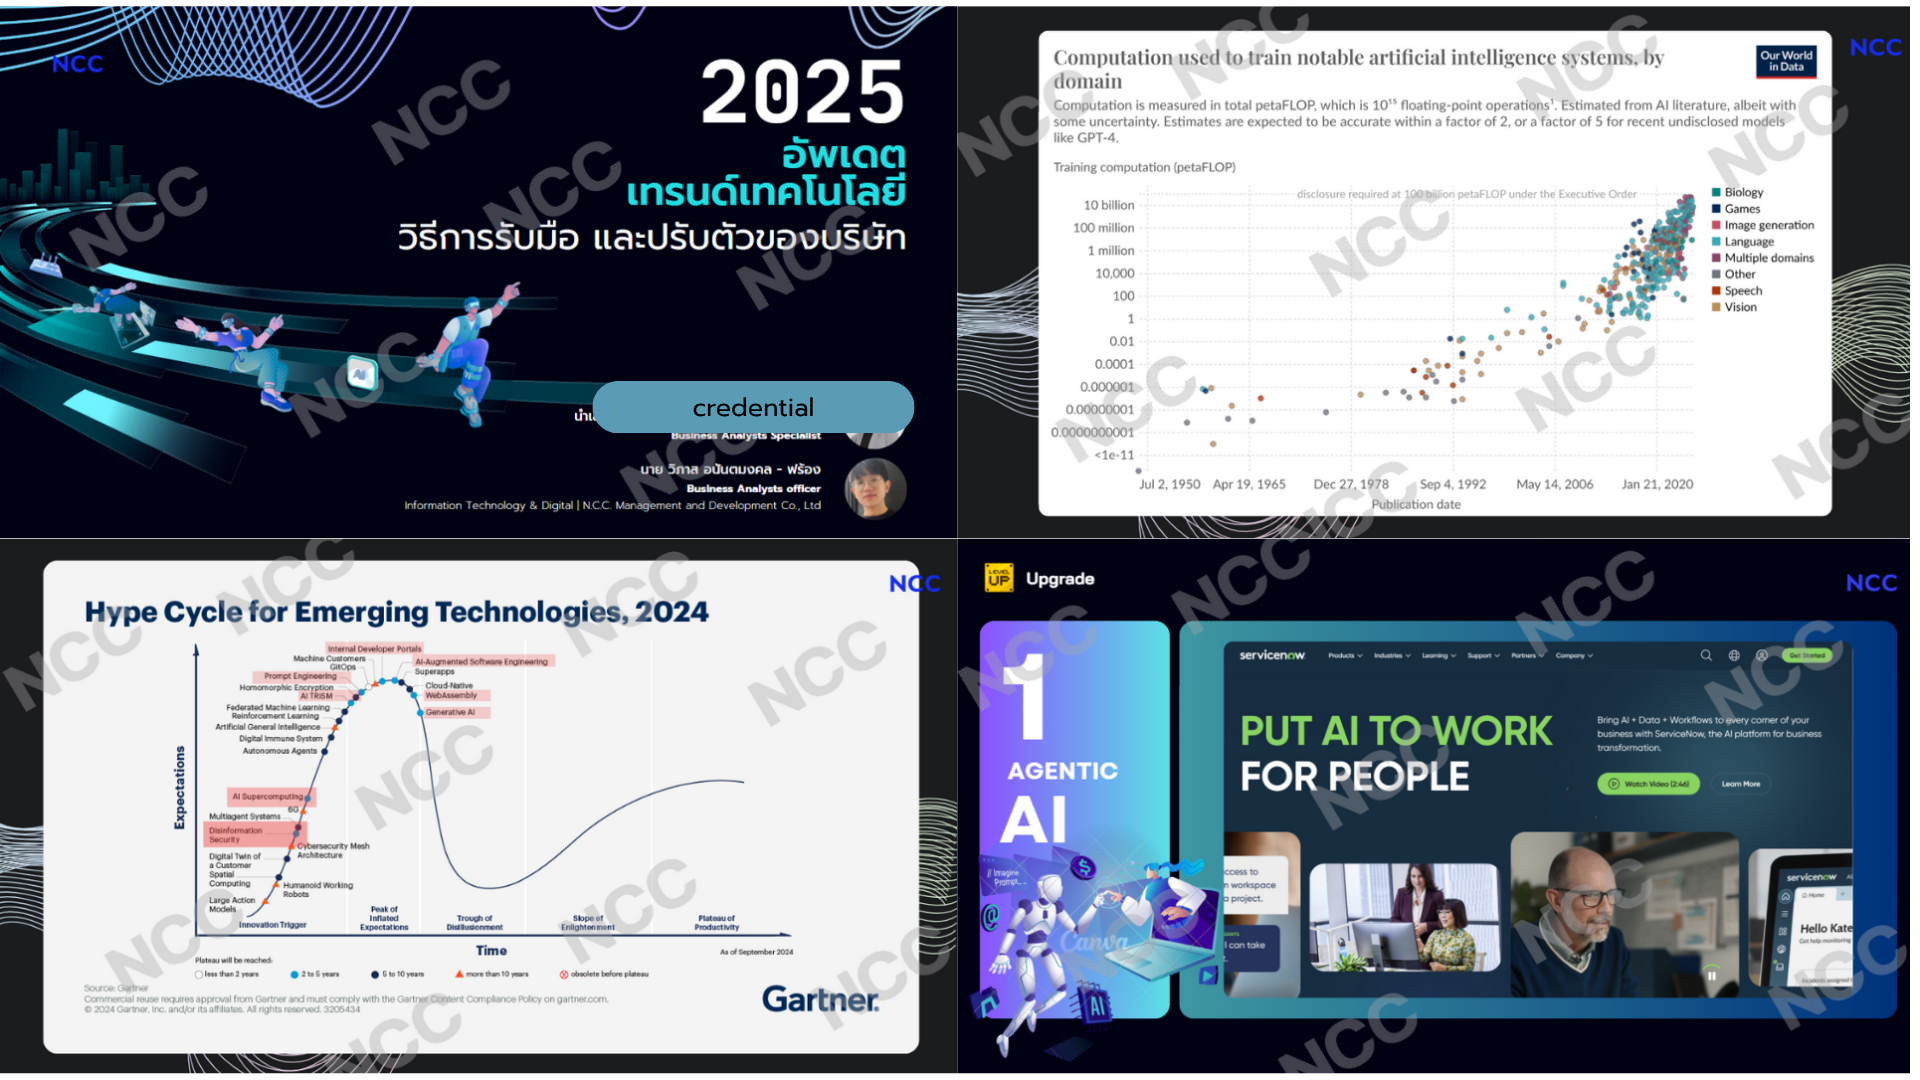 NCC
2025
อัพเดต
เทรนด์เทคโนโลยี
วิธีการรับมือ และปรับตัวของบริษัท
AI
credential
Business Analysts Specialist
นาย วิภาส อนันตมงคล - ฟร้อง
Business Analysts officer
Information Technology & Digital | N.C.C. Management and Development Co., Ltd
NCC
Computation used to train notable artificial intelligence systems, by
domain
Our World
in Data
Computation is measured in total petaFLOP, which is 10¹⁵ floating-point operations¹. Estimated from AI literature, albeit with
some uncertainty. Estimates are expected to be accurate within a factor of 2, or a factor of 5 for recent undisclosed models
like GPT-4.
Training computation (petaFLOP)
disclosure required at 100 billion petaFLOP under the Executive Order
10 billion
100 million
1 million
10,000
100
1
0.01
0.0001
0.000001
0.00000001
0.0000000001
<1e-11
Jul 2, 1950
Apr 19, 1965
Dec 27, 1978
Sep 4, 1992
May 14, 2006
Jan 21, 2020
Publication date
Biology
Games
Image generation
Language
Multiple domains
Other
Speech
Vision
NCC
Hype Cycle for Emerging Technologies, 2024
Expectations
Internal Developer Portals
Machine Customers
GitOps
Prompt Engineering
Homomorphic Encryption
AI TRiSM
Federated Machine Learning
Reinforcement Learning
Artificial General Intelligence
Digital Immune System
Autonomous Agents
AI Supercomputing
6G
Multiagent Systems
Disinformation
Security
Digital Twin of
a Customer
Spatial
Computing
Large Action
Models
AI-Augmented Software Engineering
Superapps
Cloud-Native
WebAssembly
Generative AI
Cybersecurity Mesh
Architecture
Humanoid Working
Robots
Innovation Trigger
Peak of
Inflated
Expectations
Trough of
Disillusionment
Slope of
Enlightenment
Plateau of
Productivity
Time
As of September 2024
Plateau will be reached:
less than 2 years
2 to 5 years
5 to 10 years
more than 10 years
obsolete before plateau
Source: Gartner
Commercial reuse requires approval from Gartner and must comply with the Gartner Content Compliance Policy on gartner.com.
© 2024 Gartner, Inc. and/or its affiliates. All rights reserved. 3205434
Gartner.
LEVEL
UP
Upgrade
NCC
1
AGENTIC
AI
// Imagine
Prompt...
$
@
Canva
AI
servicenow
Products
Industries
Learning
Support
Partners
Company
Get Started
PUT AI TO WORK
FOR PEOPLE
Bring AI + Data + Workflows to every corner of your
business with ServiceNow, the AI platform for business
transformation.
Watch Video (2:46)
Learn More
workspace
a project.
I can take
servicenow
Home
Hello Kate
Get help monitoring